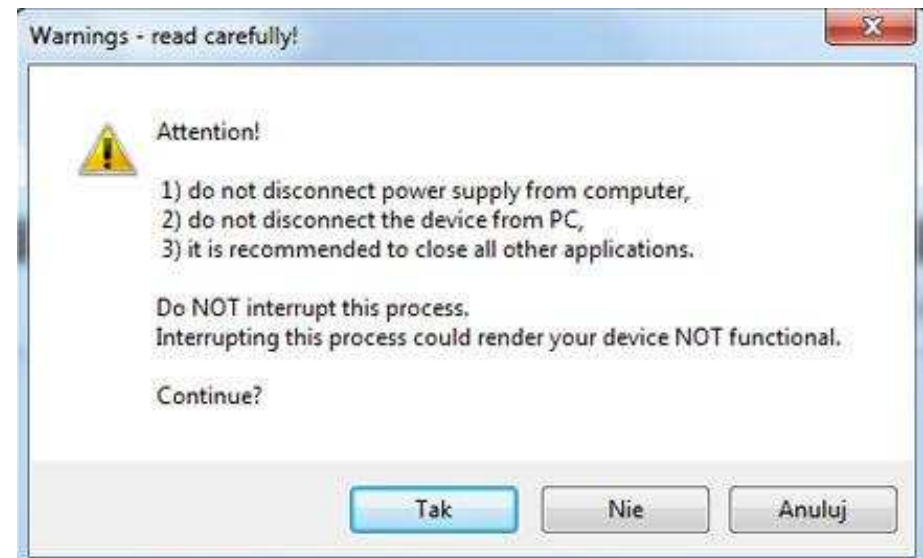 Warnings - read carefully!
Attention!
1) do not disconnect power supply from computer,
2) do not disconnect the device from PC,
3) it is recommended to close all other applications.
Do NOT interrupt this process.
Interrupting this process could render your device NOT functional.
Continue?
Tak
Nie
Anuluj